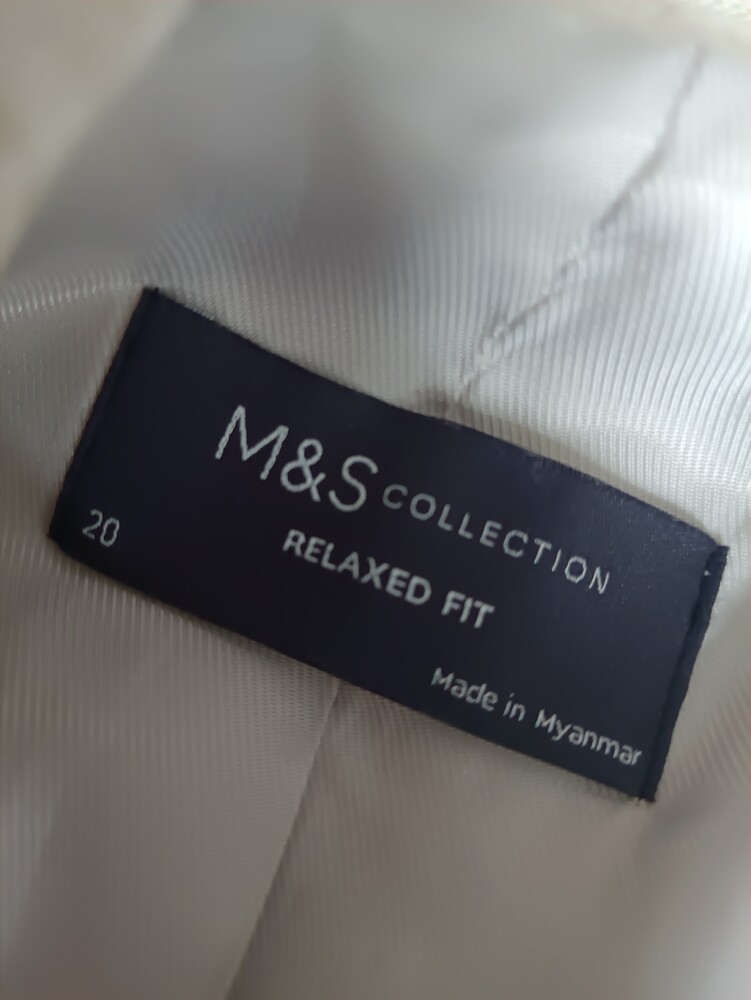 M&S COLLECTION
RELAXED FIT
20
Made in Myanmar